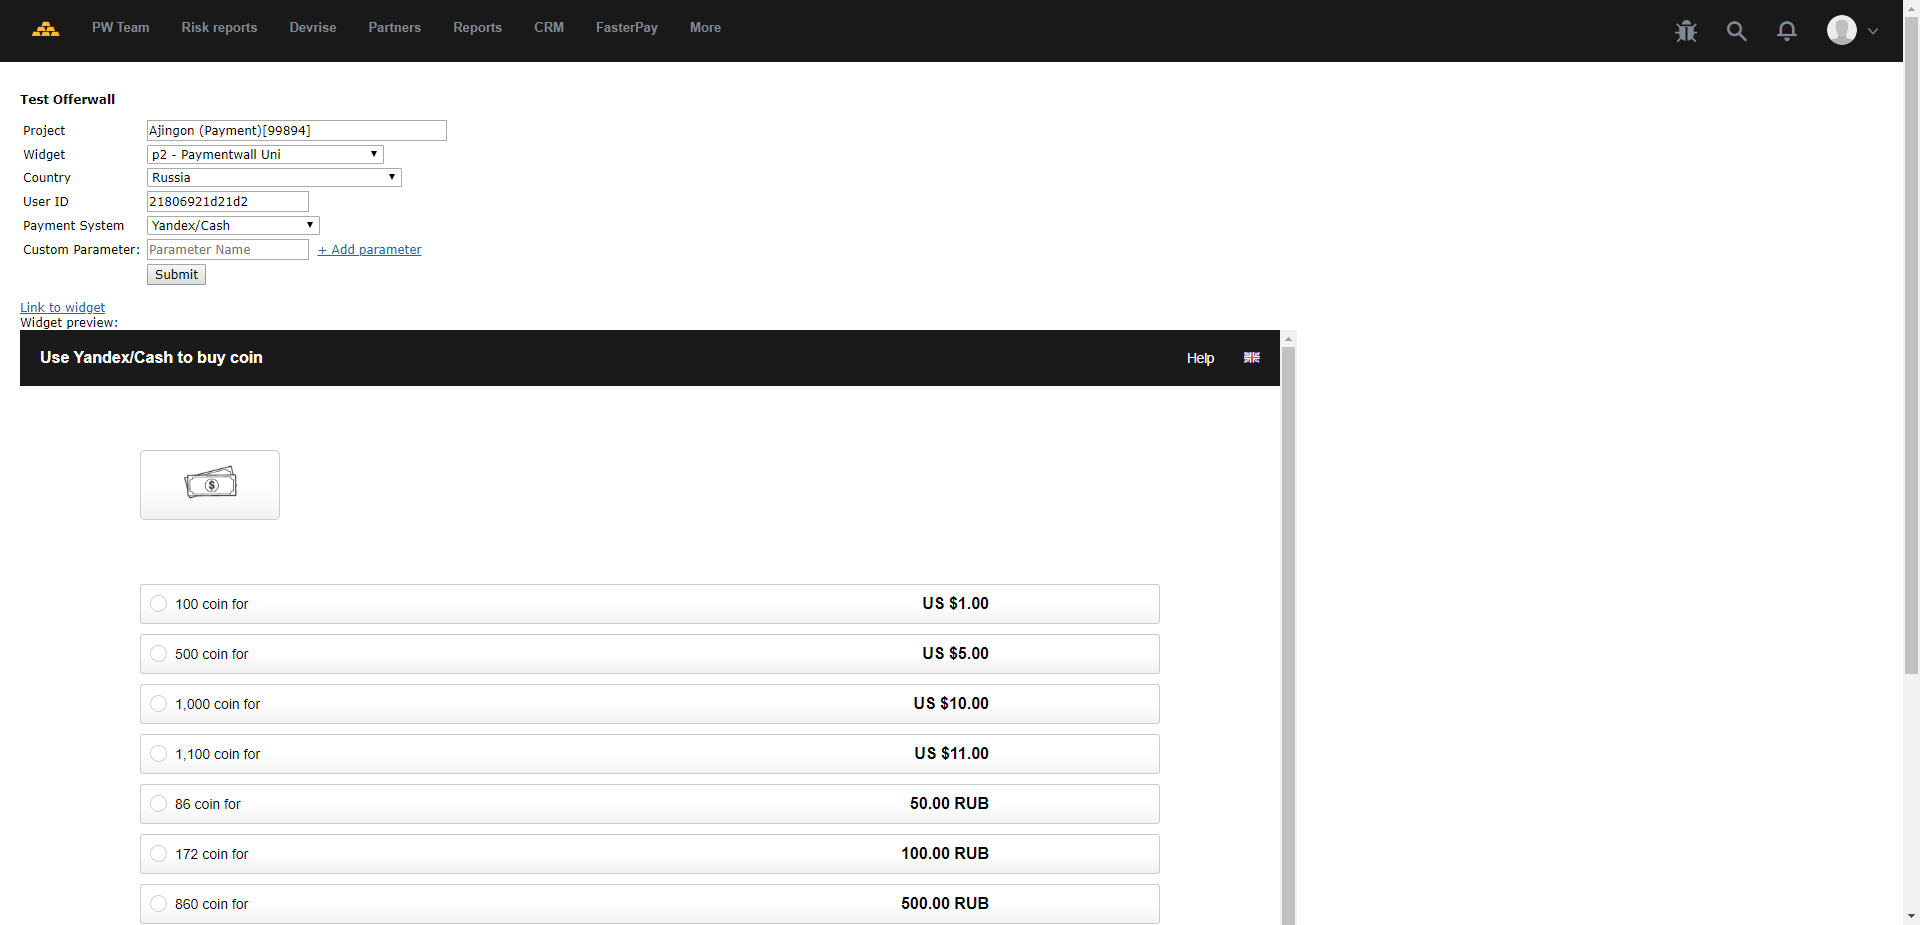 PW Team Risk reports Devrise Partners Reports CRM FasterPay More
Test Offerwall
Project Ajingon (Payment)[99894]
Widget p2 - Paymentwall Uni
Country Russia
User ID 21806921d21d2
Payment System Yandex/Cash
Custom Parameter: Parameter Name + Add parameter
Submit
Link to widget
Widget preview:
Use Yandex/Cash to buy coin Help
$
100 coin for US $1.00
500 coin for US $5.00
1,000 coin for US $10.00
1,100 coin for US $11.00
86 coin for 50.00 RUB
172 coin for 100.00 RUB
860 coin for 500.00 RUB